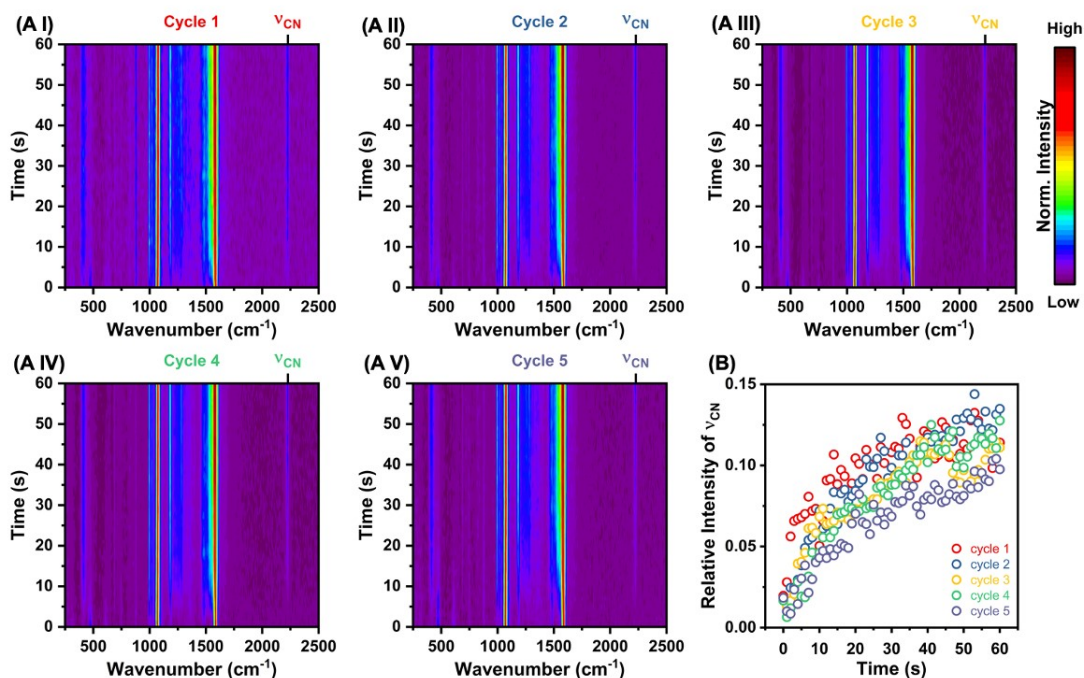 (A I) Cycle 1 νCN
(A II) Cycle 2 νCN
(A III) Cycle 3 νCN
High
Norm. Intensity
Low
60
50
40
30
20
10
0
Time (s)
500 1000 1500 2000 2500
Wavenumber (cm⁻¹)
60
50
40
30
20
10
0
Time (s)
500 1000 1500 2000 2500
Wavenumber (cm⁻¹)
60
50
40
30
20
10
0
Time (s)
500 1000 1500 2000 2500
Wavenumber (cm⁻¹)
(A IV) Cycle 4 νCN
(A V) Cycle 5 νCN
(B)
60
50
40
30
20
10
0
Time (s)
500 1000 1500 2000 2500
Wavenumber (cm⁻¹)
60
50
40
30
20
10
0
Time (s)
500 1000 1500 2000 2500
Wavenumber (cm⁻¹)
0.15
0.10
0.05
0.00
Relative Intensity of νCN
cycle 1
cycle 2
cycle 3
cycle 4
cycle 5
0 10 20 30 40 50 60
Time (s)